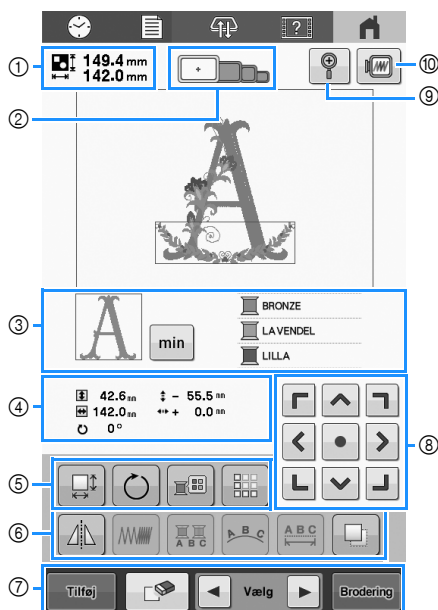 ①
149.4 mm
142.0 mm
②
⑨
⑩
A
③
A
min
BRONZE
LAVENDEL
LILLA
④
42.6 mm
- 55.5 mm
142.0 mm
+ 0.0 mm
0°
⑧
⑤
⑥
A B C
A B C
A B C
⑦
Tilføj
Vælg
Brodering